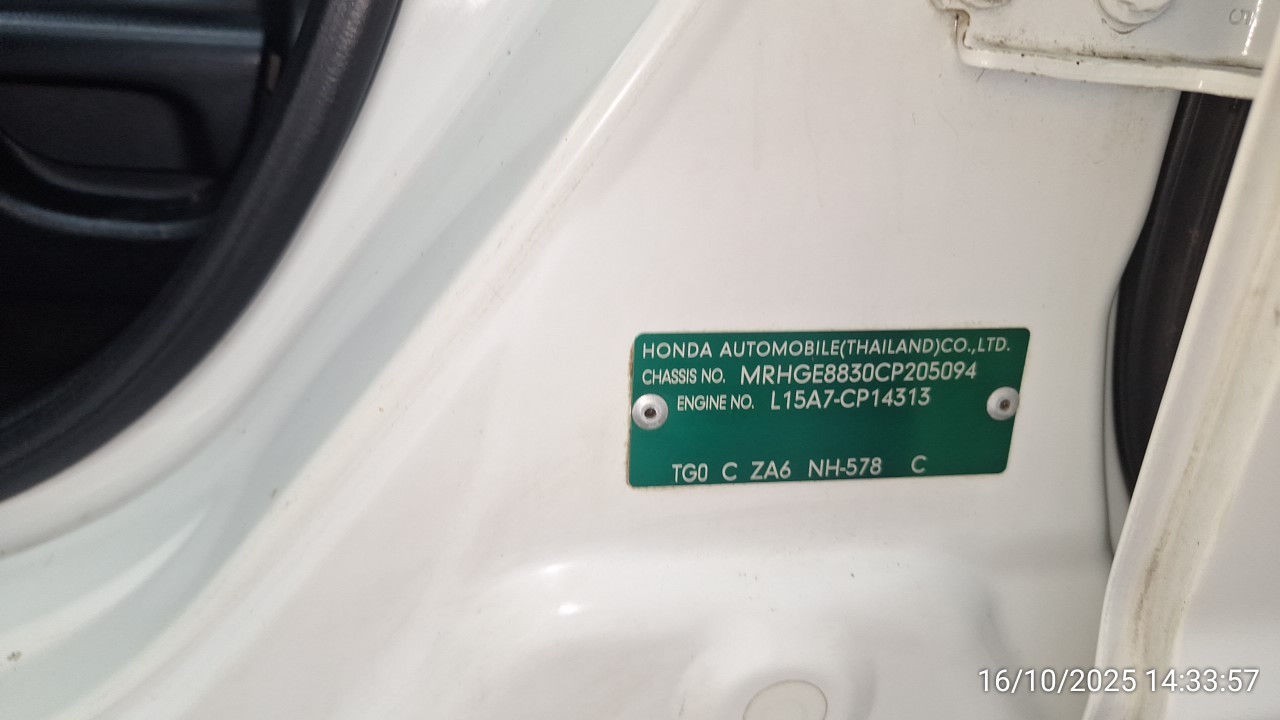 HONDA AUTOMOBILE(THAILAND)CO.,LTD.
CHASSIS NO. MRHGE8830CP205094
ENGINE NO. L15A7-CP14313
TG0 C ZA6 NH-578 C
16/10/2025 14:33:57